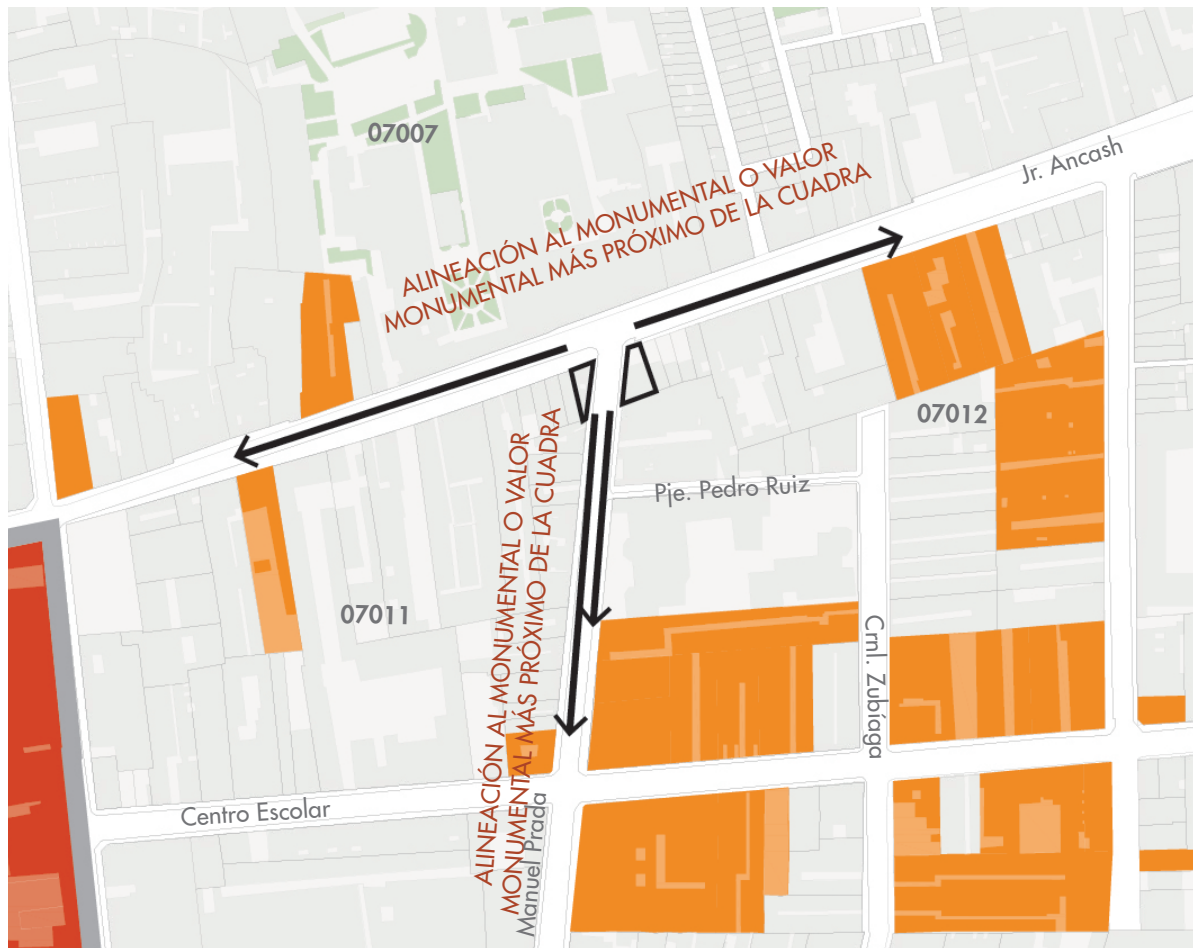 07007
Jr. Ancash
ALINEACIÓN AL MONUMENTAL O VALOR
MONUMENTAL MÁS PRÓXIMO DE LA CUADRA
07012
Pje. Pedro Ruiz
07011
ALINEACIÓN AL MONUMENTAL O VALOR
MONUMENTAL MÁS PRÓXIMO DE LA CUADRA
Crnl. Zubiaga
Centro Escolar
Manuel Prada